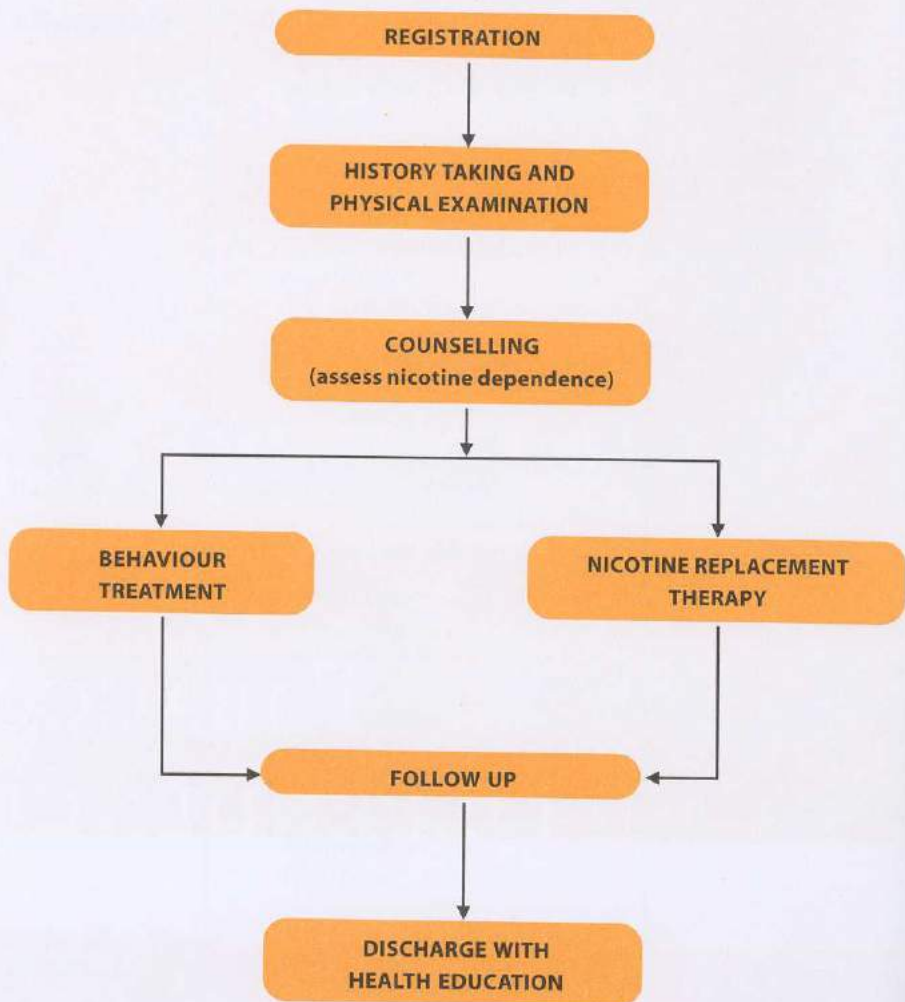 REGISTRATION
HISTORY TAKING AND
PHYSICAL EXAMINATION
COUNSELLING
(assess nicotine dependence)
BEHAVIOUR
TREATMENT
NICOTINE REPLACEMENT
THERAPY
FOLLOW UP
DISCHARGE WITH
HEALTH EDUCATION